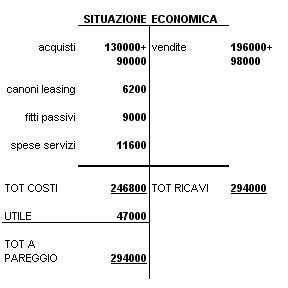 SITUAZIONE ECONOMICA
acquisti 130000+ vendite 196000+
90000 98000
canoni leasing 6200
fitti passivi 9000
spese servizi 11600
TOT COSTI 246800 TOT RICAVI 294000
UTILE 47000
TOT A
PAREGGIO 294000